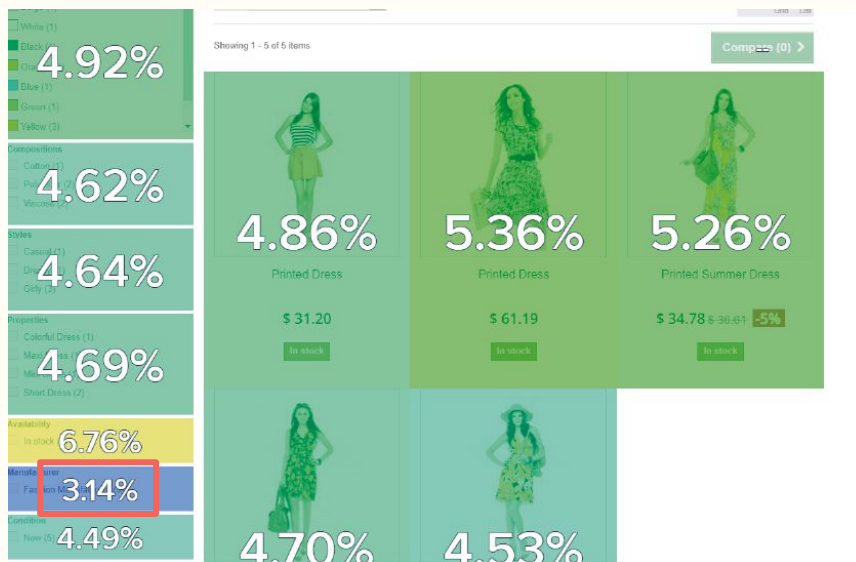 White (1)
Black
Blue (1)
Green (1)
Yellow (3)
4.92%
Compositions
Cotton (1)
Viscose
4.62%
Styles
Casual (1)
Girly (3)
4.64%
Properties
Colorful Dress (1)
Short Dress (2)
4.69%
Availability
In stock
6.76%
Manufacturer
Fashion
3.14%
Condition
New (5)
4.49%
Grid List
Showing 1 - 5 of 5 items
Compare (0)
4.86%
5.36%
5.26%
Printed Dress
Printed Dress
Printed Summer Dress
$ 31.20
$ 61.19
$ 34.78 -5%
In stock
In stock
In stock
4.70%
4.53%